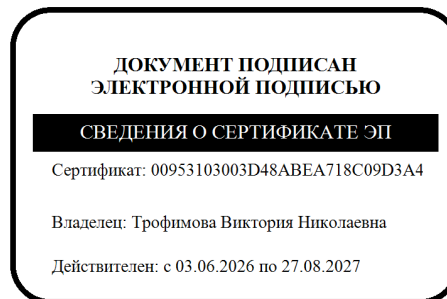 ДОКУМЕНТ ПОДПИСАН
ЭЛЕКТРОННОЙ ПОДПИСЬЮ
СВЕДЕНИЯ О СЕРТИФИКАТЕ ЭП
Сертификат: 00953103003D48ABEA718C09D3A4
Владелец: Трофимова Виктория Николаевна
Действителен: с 03.06.2026 по 27.08.2027